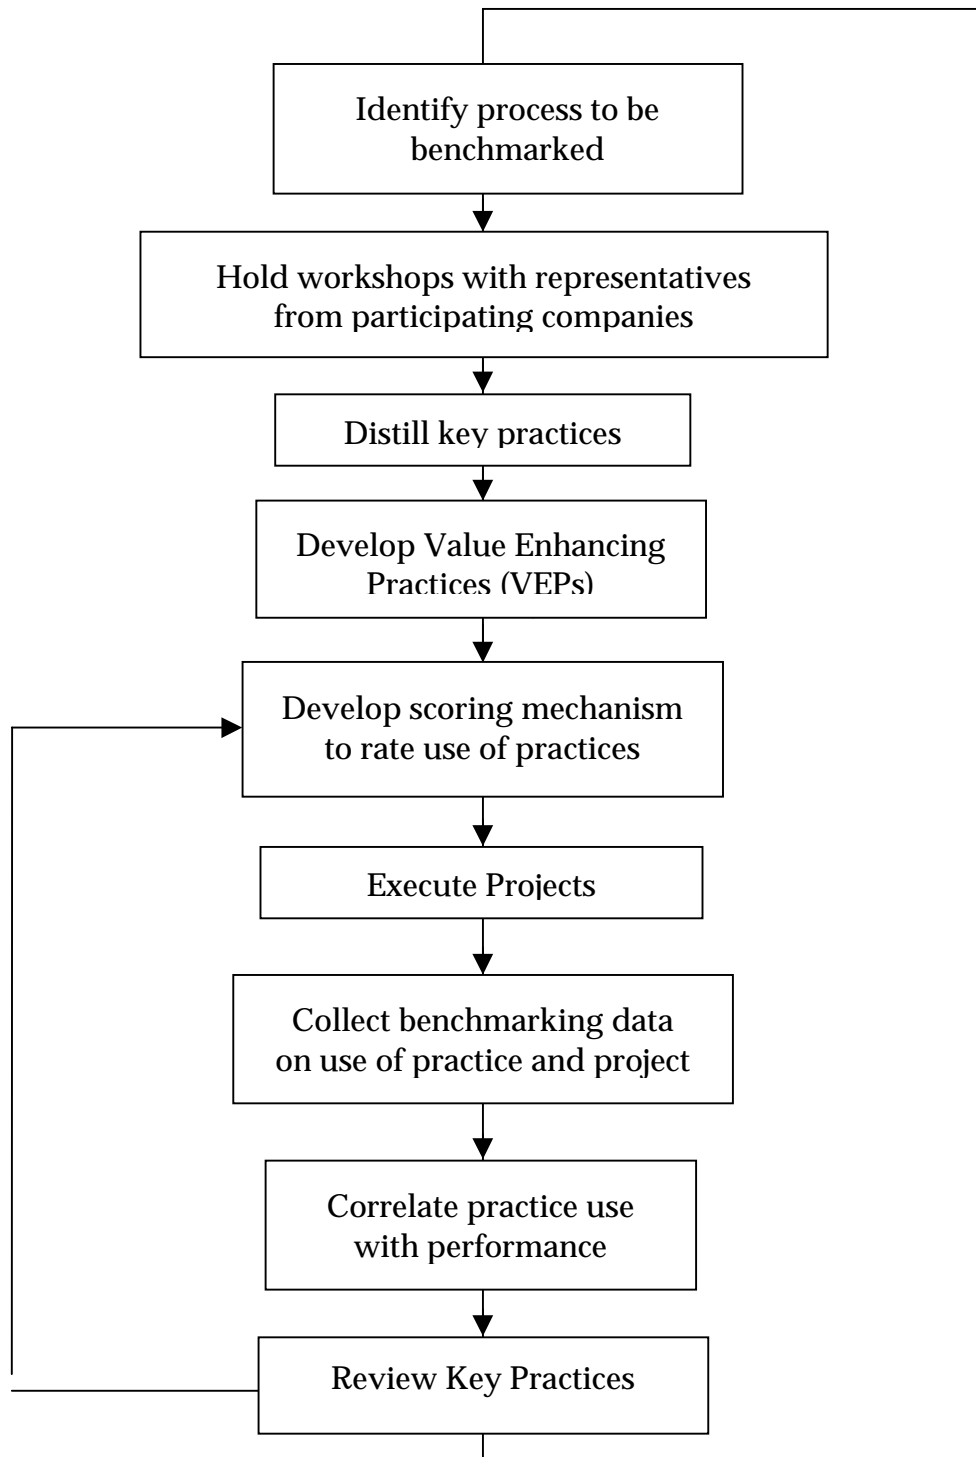 Identify process to be
benchmarked
Hold workshops with representatives
from participating companies
Distill key practices
Develop Value Enhancing
Practices (VEPs)
Develop scoring mechanism
to rate use of practices
Execute Projects
Collect benchmarking data
on use of practice and project
Correlate practice use
with performance
Review Key Practices